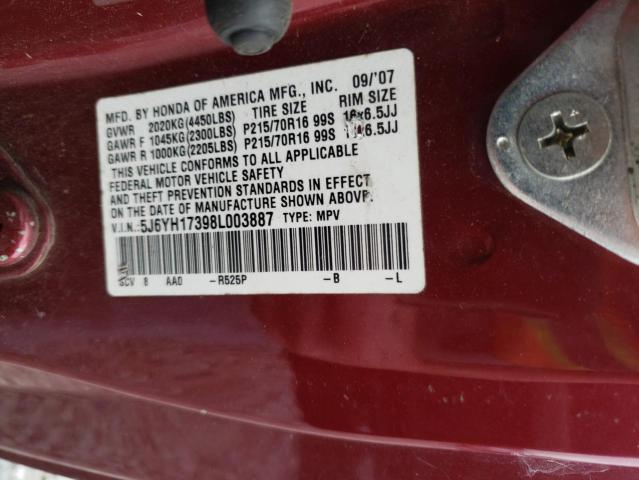 MFD. BY HONDA OF AMERICA MFG., INC. 09/'07
GVWR 2020KG(4450LBS) TIRE SIZE RIM SIZE
GAWR F 1045KG(2300LBS) P215/70R16 99S 16x6.5JJ
GAWR R 1000KG(2205LBS) P215/70R16 99S
THIS VEHICLE CONFORMS TO ALL APPLICABLE
FEDERAL MOTOR VEHICLE SAFETY
AND THEFT PREVENTION STANDARDS IN EFFECT
ON THE DATE OF MANUFACTURE SHOWN ABOVE.
V.I.N.: 5J6YH17398L003887 TYPE: MPV
SCV 8 AA0 -R525P -B -L